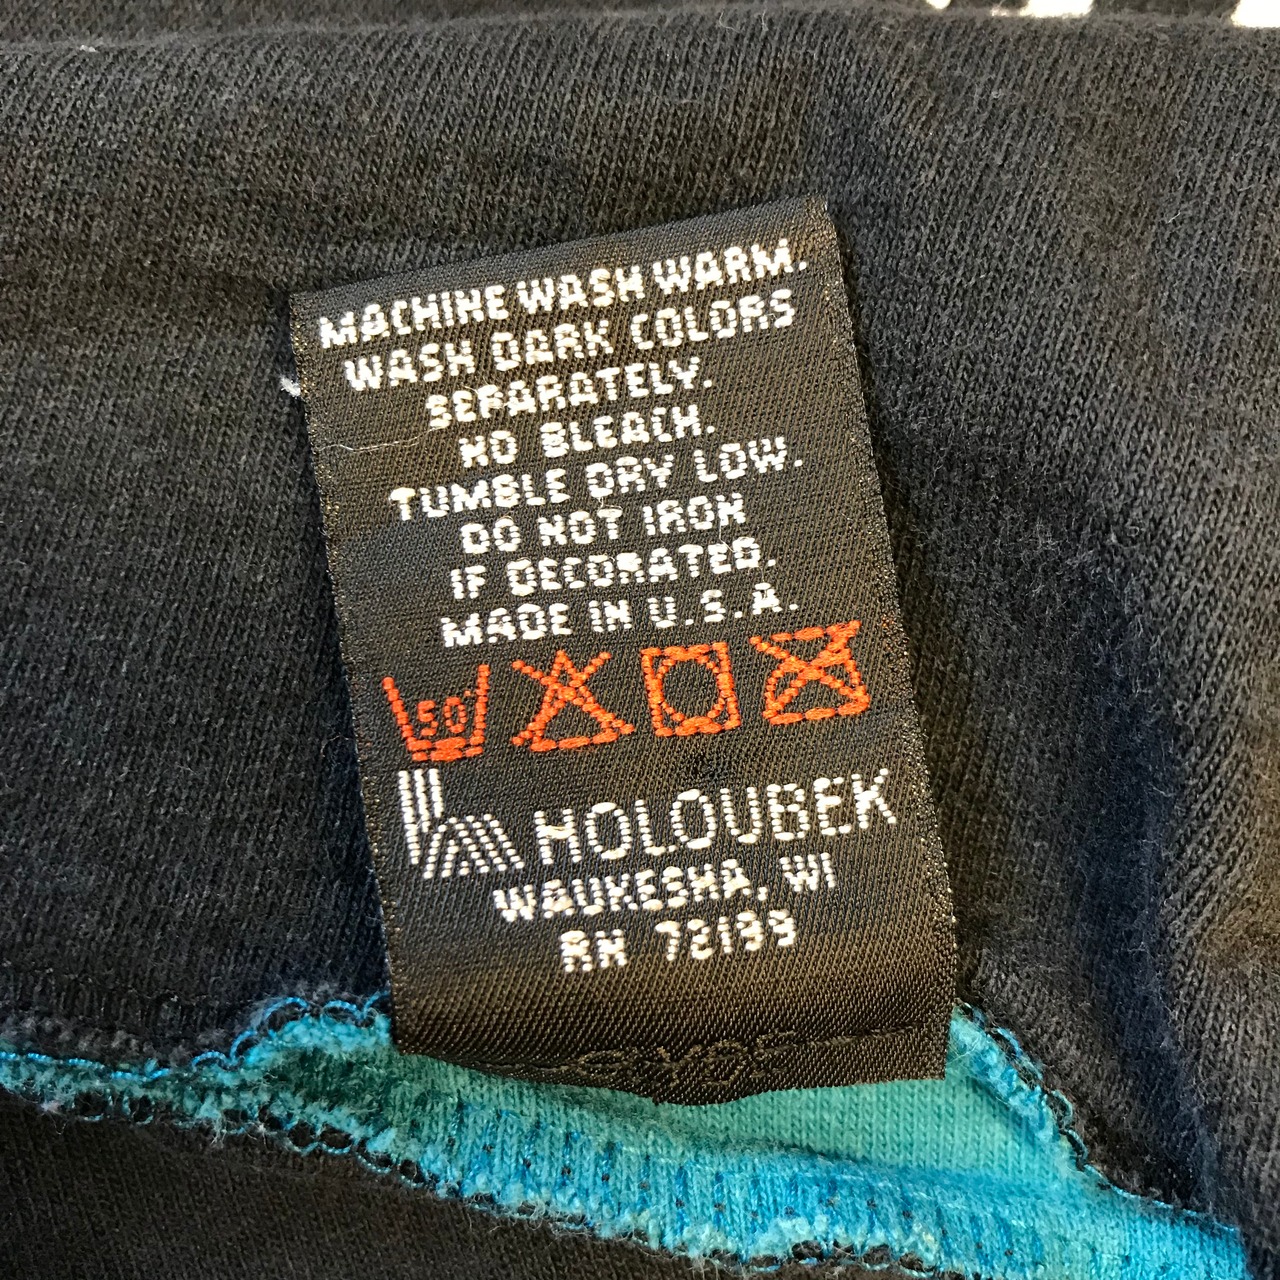 MACHINE WASH WARM.
WASH DARK COLORS
SEPARATELY.
NO BLEACH.
TUMBLE DRY LOW.
DO NOT IRON
IF DECORATED.
MADE IN U.S.A.
50°
HOLOUBEK
WAUKESHA, WI
RN 73199